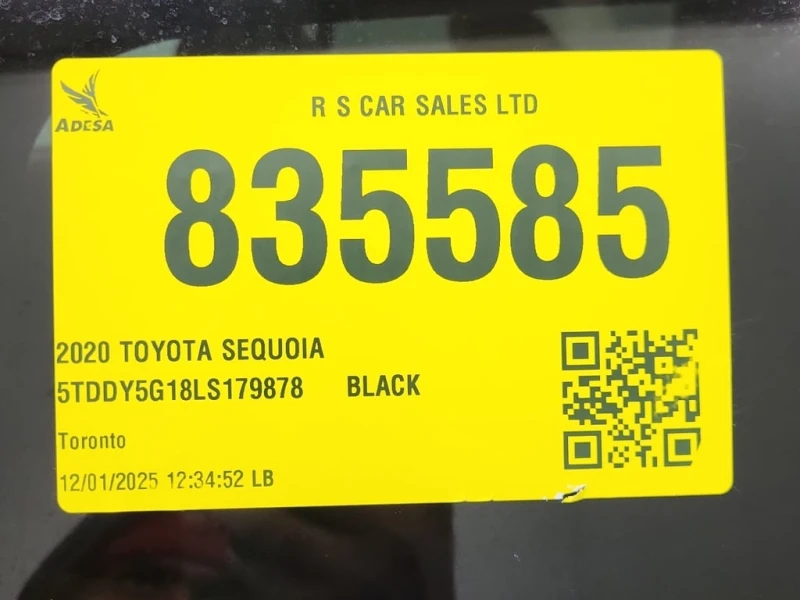 ADESA
R S CAR SALES LTD
835585
2020 TOYOTA SEQUOIA
5TDDY5G18LS179878 BLACK
Toronto
12/01/2025 12:34:52 LB